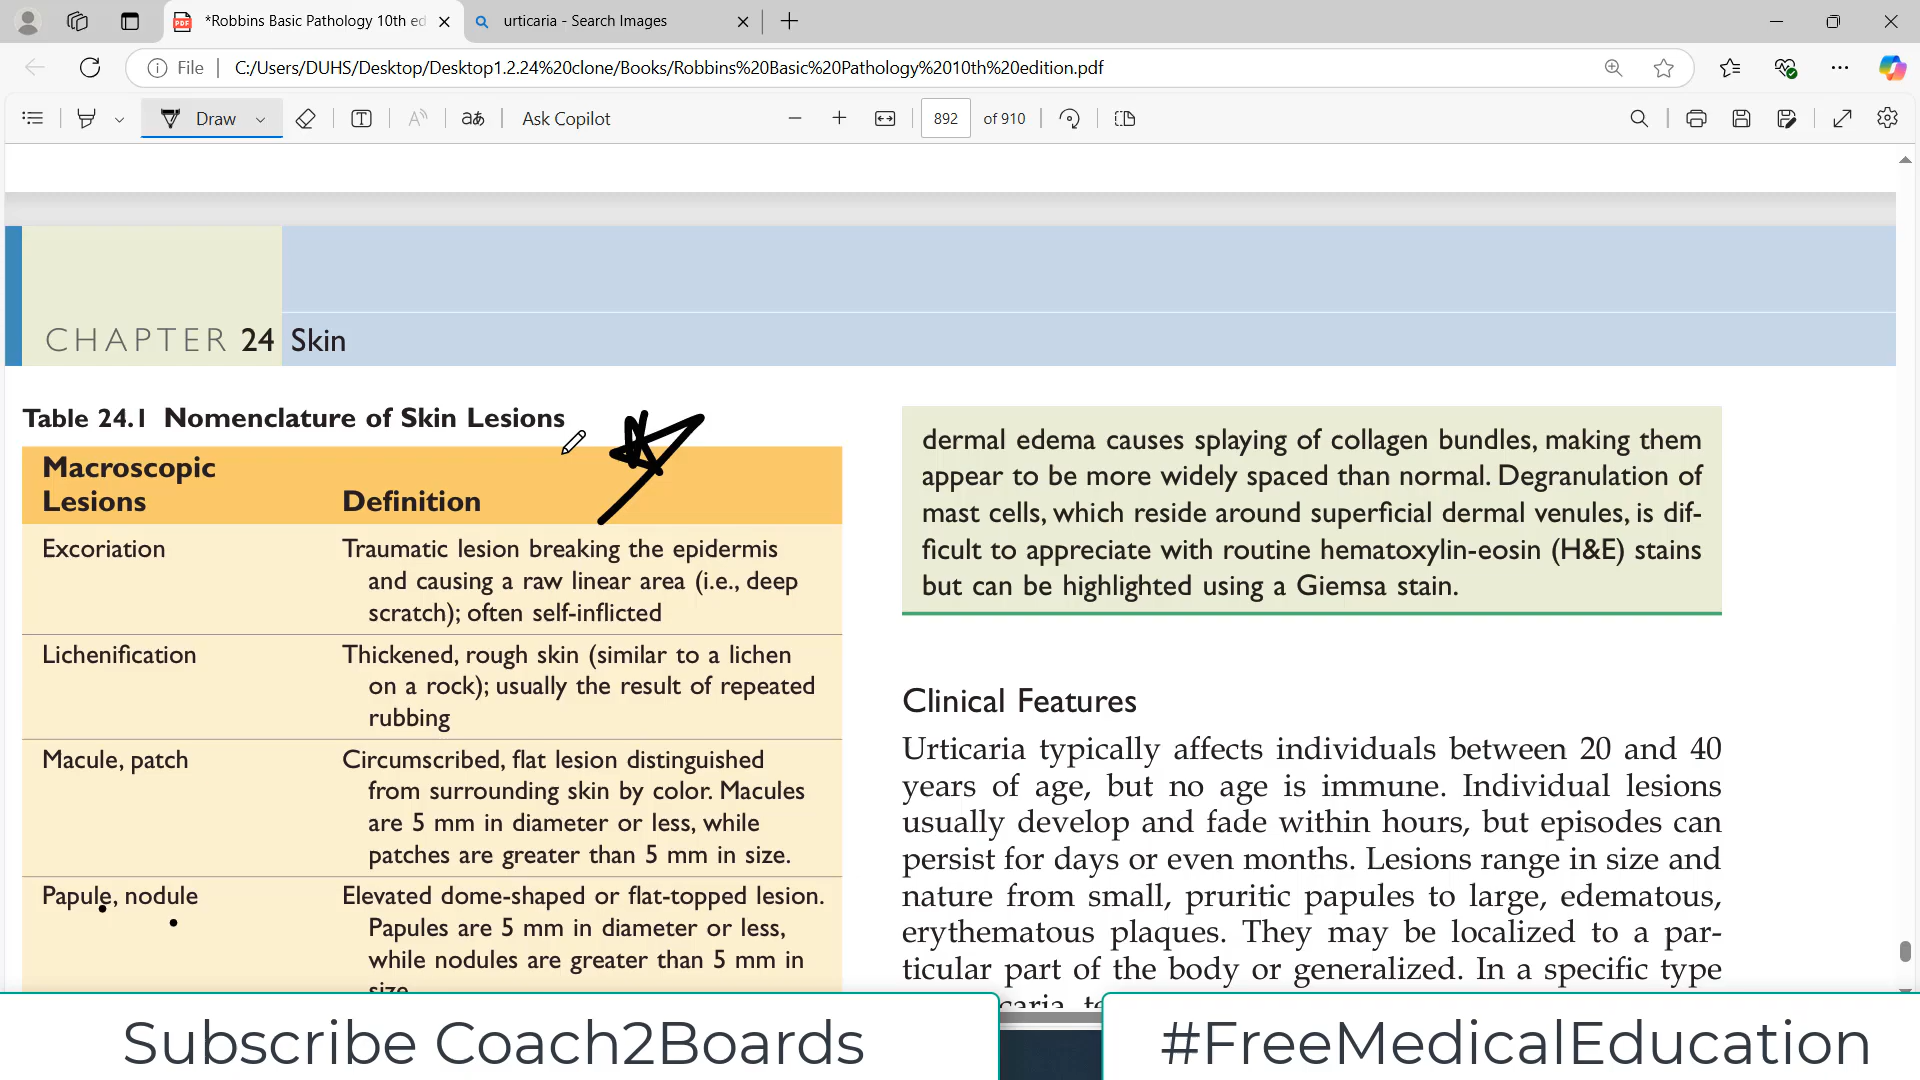 *Robbins Basic Pathology 10th ed
urticaria - Search Images
File
C:/Users/DUHS/Desktop/Desktop1.2.24%20clone/Books/Robbins%20Basic%20Pathology%2010th%20edition.pdf
Draw
Ask Copilot
892 of 910
CHAPTER 24 Skin
Table 24.1 Nomenclature of Skin Lesions
Macroscopic
Lesions
Definition
Excoriation
Traumatic lesion breaking the epidermis
and causing a raw linear area (i.e., deep
scratch); often self-inflicted
Lichenification
Thickened, rough skin (similar to a lichen
on a rock); usually the result of repeated
rubbing
Macule, patch
Circumscribed, flat lesion distinguished
from surrounding skin by color. Macules
are 5 mm in diameter or less, while
patches are greater than 5 mm in size.
Papule, nodule
Elevated dome-shaped or flat-topped lesion.
Papules are 5 mm in diameter or less,
while nodules are greater than 5 mm in
size
dermal edema causes splaying of collagen bundles, making them
appear to be more widely spaced than normal. Degranulation of
mast cells, which reside around superficial dermal venules, is dif-
ficult to appreciate with routine hematoxylin-eosin (H&E) stains
but can be highlighted using a Giemsa stain.
Clinical Features
Urticaria typically affects individuals between 20 and 40
years of age, but no age is immune. Individual lesions
usually develop and fade within hours, but episodes can
persist for days or even months. Lesions range in size and
nature from small, pruritic papules to large, edematous,
erythematous plaques. They may be localized to a par-
ticular part of the body or generalized. In a specific type
Subscribe Coach2Boards
#FreeMedicalEducation